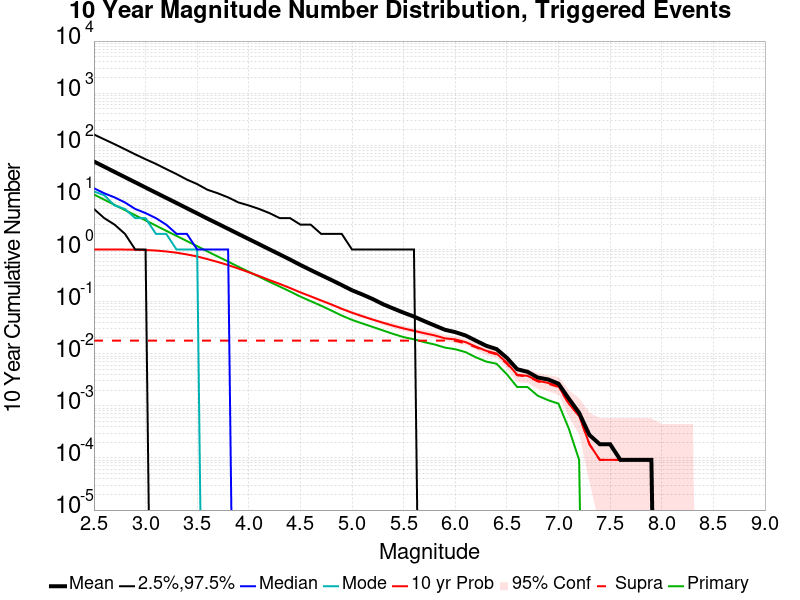 10 Year Magnitude Number Distribution, Triggered Events
10 Year Cumulative Number
10^4
10^3
10^2
10^1
10^0
10^-1
10^-2
10^-3
10^-4
10^-5
2.5 3.0 3.5 4.0 4.5 5.0 5.5 6.0 6.5 7.0 7.5 8.0 8.5 9.0
Magnitude
Mean 2.5%,97.5% Median Mode 10 yr Prob 95% Conf Supra Primary